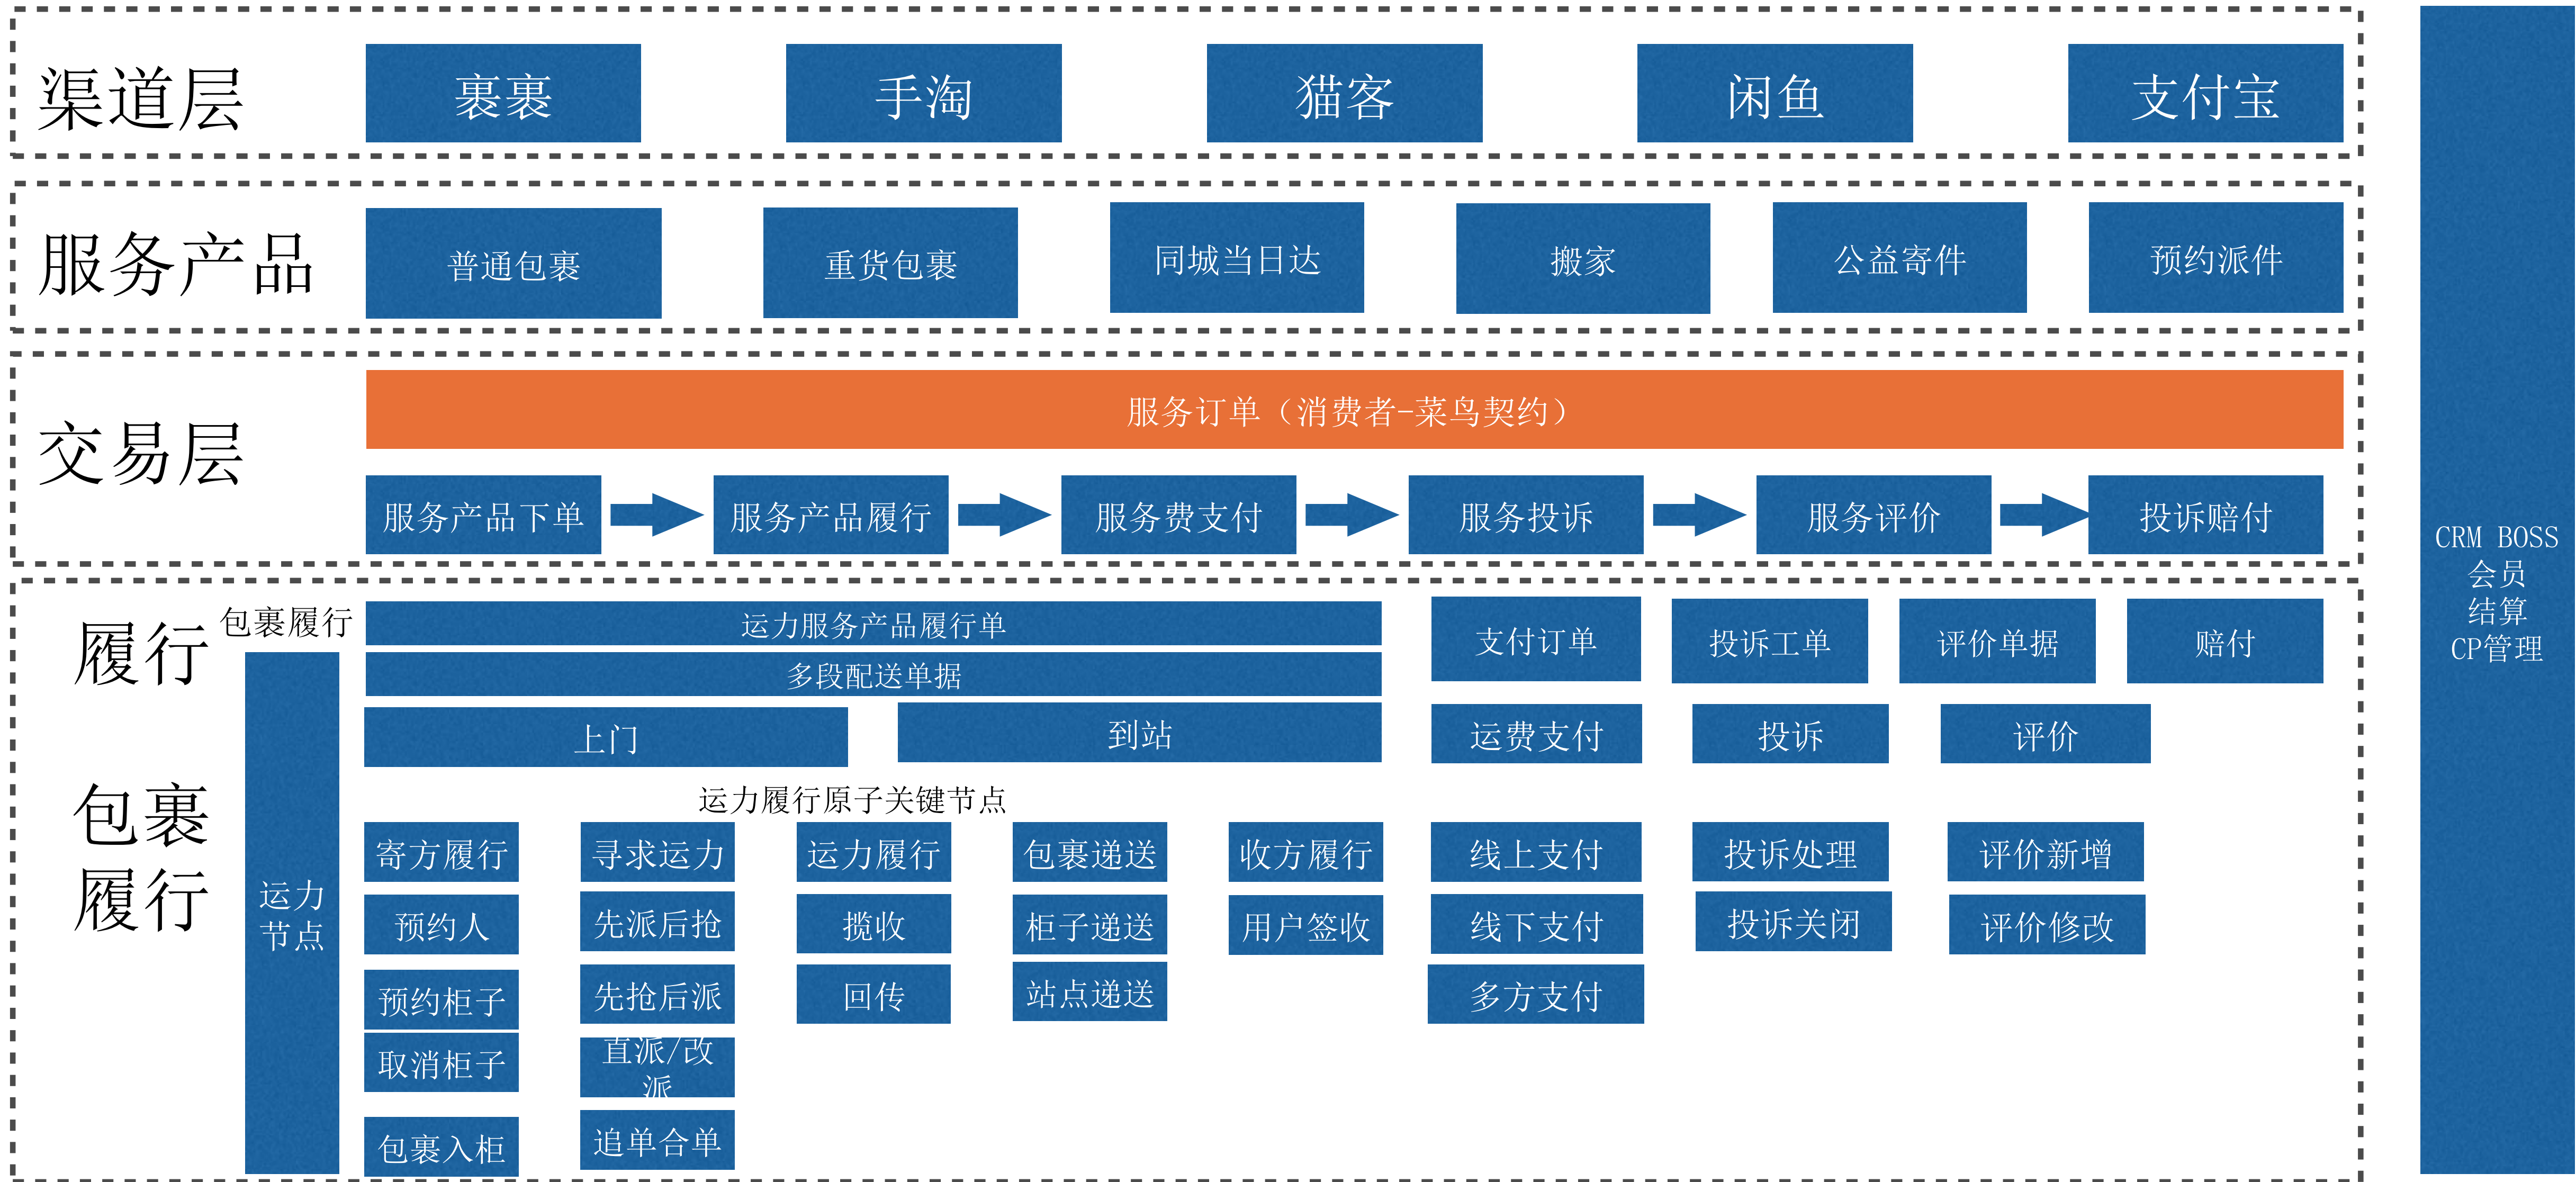 渠道层
裹裹
手淘
猫客
闲鱼
支付宝
服务产品
普通包裹
重货包裹
同城当日达
搬家
公益寄件
预约派件
交易层
服务订单（消费者-菜鸟契约）
服务产品下单
服务产品履行
服务费支付
服务投诉
服务评价
投诉赔付
履行
包裹
履行
包裹履行
运力
节点
运力服务产品履行单
多段配送单据
上门
到站
支付订单
投诉工单
评价单据
赔付
运费支付
投诉
评价
运力履行原子关键节点
寄方履行
寻求运力
运力履行
包裹递送
收方履行
线上支付
投诉处理
评价新增
预约人
先派后抢
揽收
柜子递送
用户签收
线下支付
投诉关闭
评价修改
预约柜子
先抢后派
回传
站点递送
多方支付
取消柜子
直派/改
派
包裹入柜
追单合单
CRM BOSS
会员
结算
CP管理